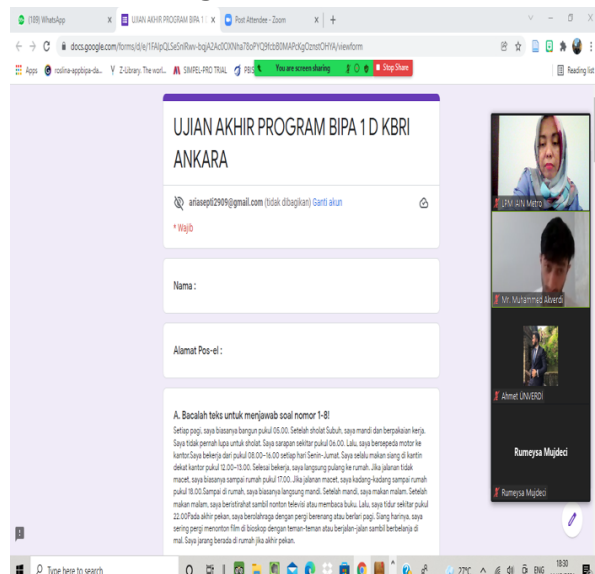 (109) WhatsApp
UJIAN AKHIR PROGRAM BIPA 1
Post Attendee - Zoom
Apps
Z-Library. The worl...
SIMPEL-PRO TRIAL
You are screen sharing
Stop Share
Reading list
UJIAN AKHIR PROGRAM BIPA 1 D KBRI
ANKARA
ariasepti2909@gmail.com (tidak dibagikan) Ganti akun
* Wajib
Nama :
Alamat Pos-el :
A. Bacalah teks untuk menjawab soal nomor 1-8!
Setiap pagi, saya biasanya bangun pukul 05.00. Setelah sholat Subuh, saya mandi dan berpakaian kerja.
Saya tidak pernah lupa untuk sholat. Saya sarapan sekitar pukul 06.00. Lalu, saya bersepeda motor ke
kantor.Saya bekerja dari pukul 08.00–16.00 setiap hari Senin-Jumat. Saya selalu makan siang di kantin
dekat kantor pukul 12.00–13.00. Selesai bekerja, saya langsung pulang ke rumah. Jika jalanan tidak
macet, saya biasanya sampai rumah pukul 17.00. Jika jalanan macet, saya kadang-kadang sampai rumah
pukul 18.00.Sampai di rumah, saya biasanya langsung mandi. Setelah mandi, saya makan malam. Setelah
makan malam, saya beristirahat sambil nonton televisi atau membaca buku. Lalu, saya tidur sekitar pukul
22.00Pada akhir pekan, saya berolahraga dengan pergi berenang atau berlari pagi. Siang harinya, saya
sering pergi menonton film di bioskop dengan teman-teman atau berjalan-jalan sambil berbelanja di
mal. Saya jarang berada di rumah jika akhir pekan.
LPM IAIN Metro
Mr. Muhammed Akverdi
Ahmet ÜNVERDİ
Rumeysa Mujdeci
Rumeysa Mujdeci
Type here to search
27°C
ENG
18:30